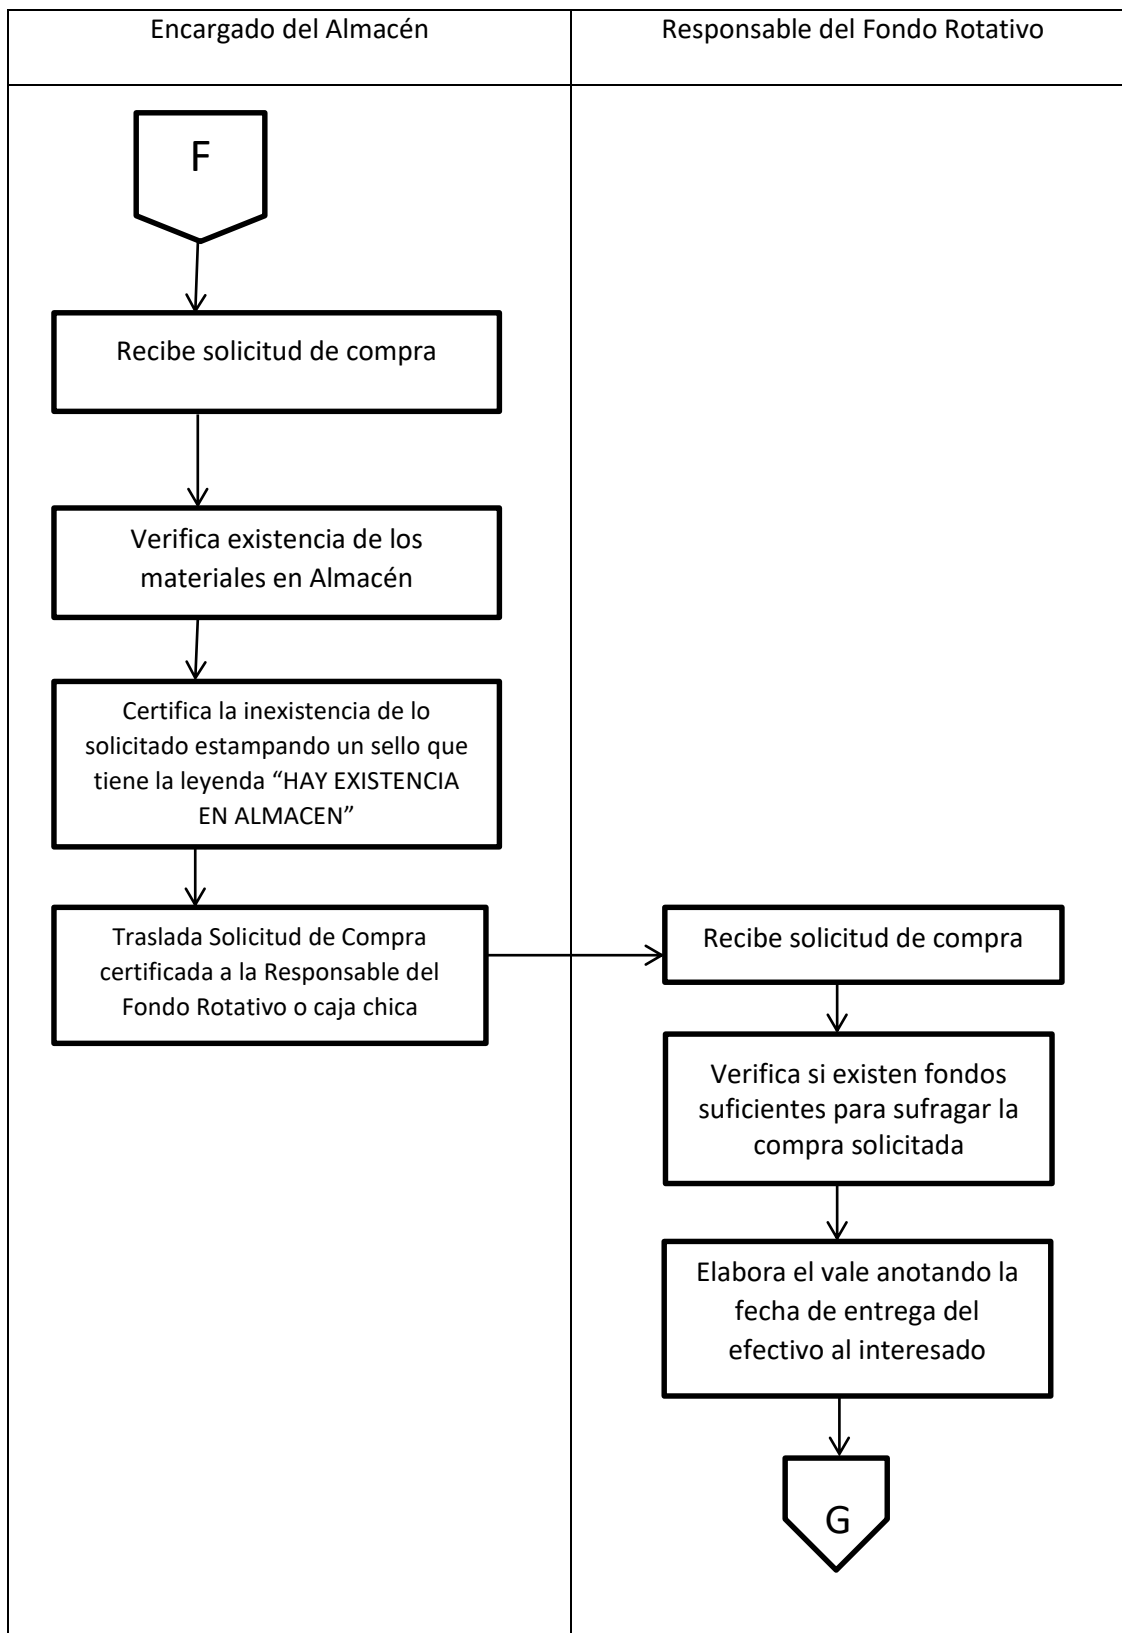 Encargado del Almacén
Responsable del Fondo Rotativo
F
Recibe solicitud de compra
Verifica existencia de los
materiales en Almacén
Certifica la inexistencia de lo
solicitado estampando un sello que
tiene la leyenda “HAY EXISTENCIA
EN ALMACEN”
Traslada Solicitud de Compra
certificada a la Responsable del
Fondo Rotativo o caja chica
Recibe solicitud de compra
Verifica si existen fondos
suficientes para sufragar la
compra solicitada
Elabora el vale anotando la
fecha de entrega del
efectivo al interesado
G